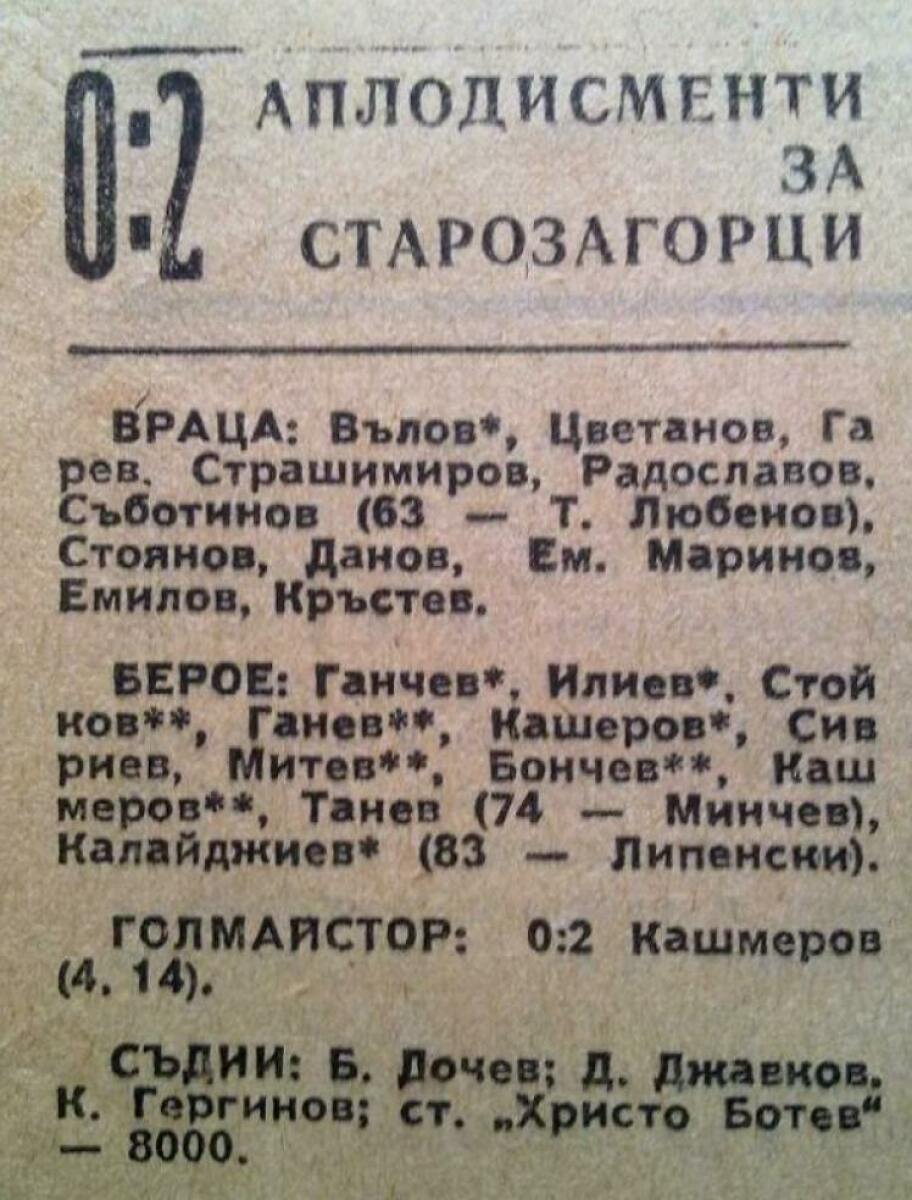 0:2 АПЛОДИСМЕНТИ
ЗА
СТАРОЗАГОРЦИ
ВРАЦА: Вълов*, Цветанов, Га
рев. Страшимиров, Радославов,
Съботинов (63 — Т. Любенов),
Стоянов, Данов, Ем. Маринов,
Емилов, Кръстев.
БЕРОЕ: Ганчев*, Илиев*, Стой
ков**, Ганев**, Кашеров*, Сив
риев, Митев**, Бончев**, Каш
меров**, Танев (74 — Минчев),
Калайджиев* (83 — Липенски).
ГОЛМАЙСТОР: 0:2 Кашмеров
(4, 14).
СЪДИИ: Б. Дочев; Д. Джавков,
К. Гергинов; ст. „Христо Ботев“
— 8000.